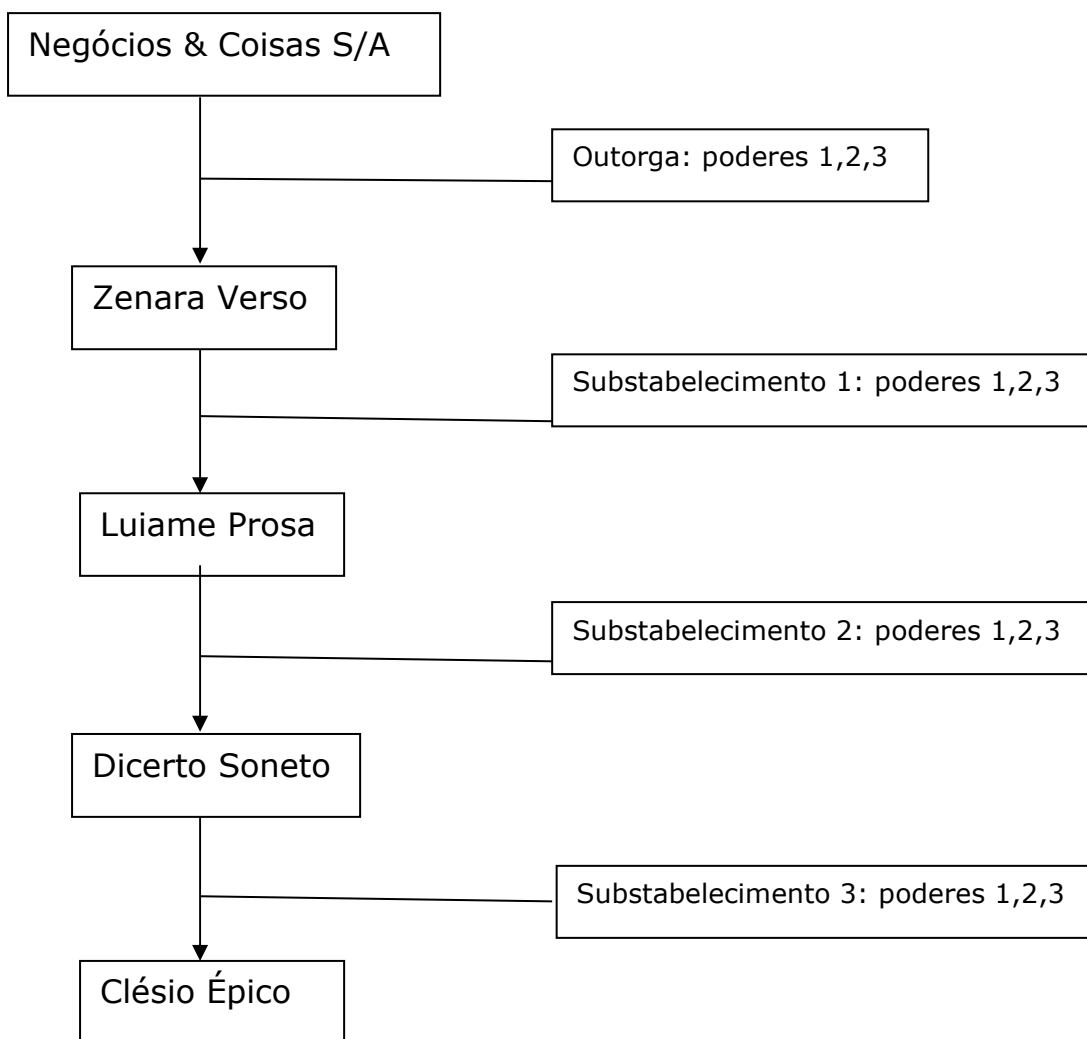 Negócios & Coisas S/A
Outorga: poderes 1,2,3
Zenara Verso
Substabelecimento 1: poderes 1,2,3
Luiame Prosa
Substabelecimento 2: poderes 1,2,3
Dicerto Soneto
Substabelecimento 3: poderes 1,2,3
Clésio Épico